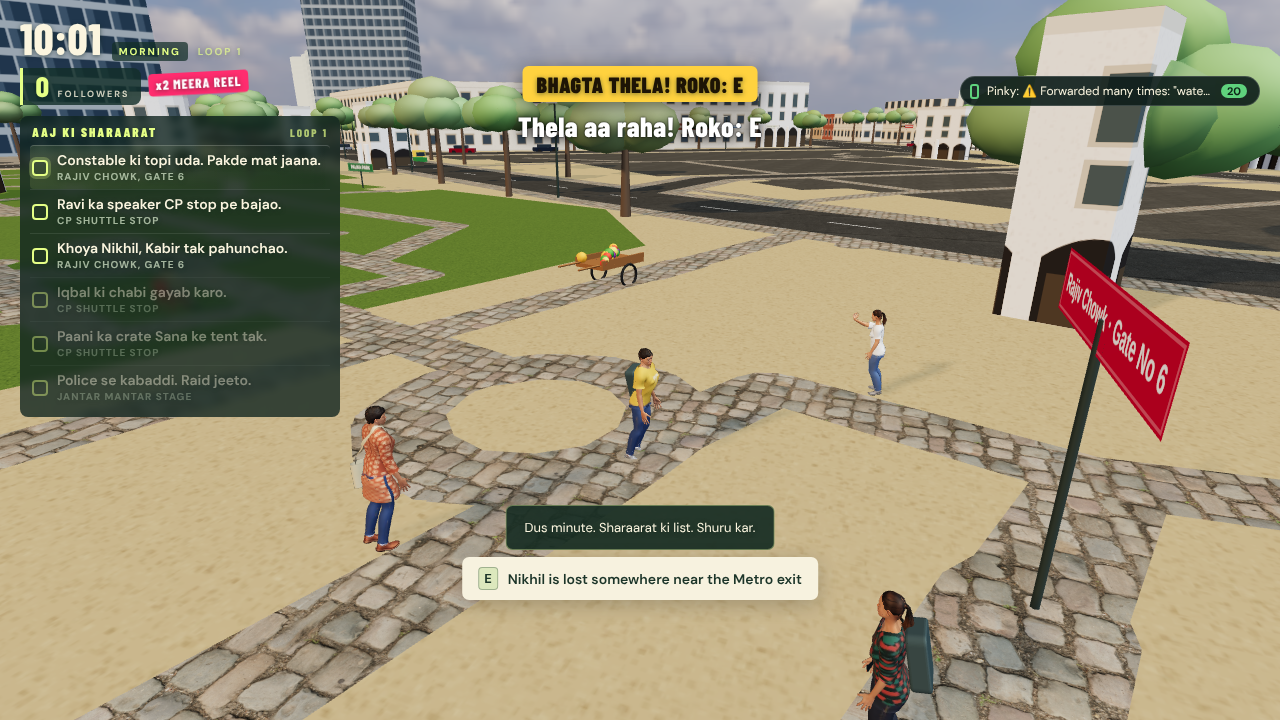 10:01 MORNING LOOP 1
0 FOLLOWERS x2 MEERA REEL
AAJ KI SHARAARAT LOOP 1
Constable ki topi uda. Pakde mat jaana.
RAJIV CHOWK, GATE 6
Ravi ka speaker CP stop pe bajao.
CP SHUTTLE STOP
Khoya Nikhil, Kabir tak pahunchao.
RAJIV CHOWK, GATE 6
Iqbal ki chabi gayab karo.
CP SHUTTLE STOP
Paani ka crate Sana ke tent tak.
CP SHUTTLE STOP
Police se kabaddi. Raid jeeto.
JANTAR MANTAR STAGE
BHAGTA THELA! ROKO: E
Thela aa raha! Roko: E
Pinky: ⚠️ Forwarded many times: "wate... 20
Rajiv Chowk · Gate No 6
Dus minute. Sharaarat ki list. Shuru kar.
E Nikhil is lost somewhere near the Metro exit